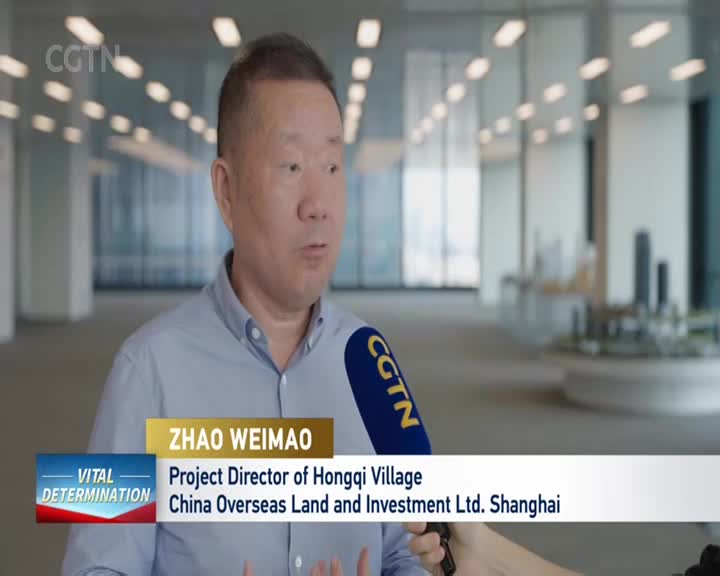 CGTN
CGTN
ZHAO WEIMAO
VITAL
DETERMINATION
Project Director of Hongqi Village
China Overseas Land and Investment Ltd. Shanghai